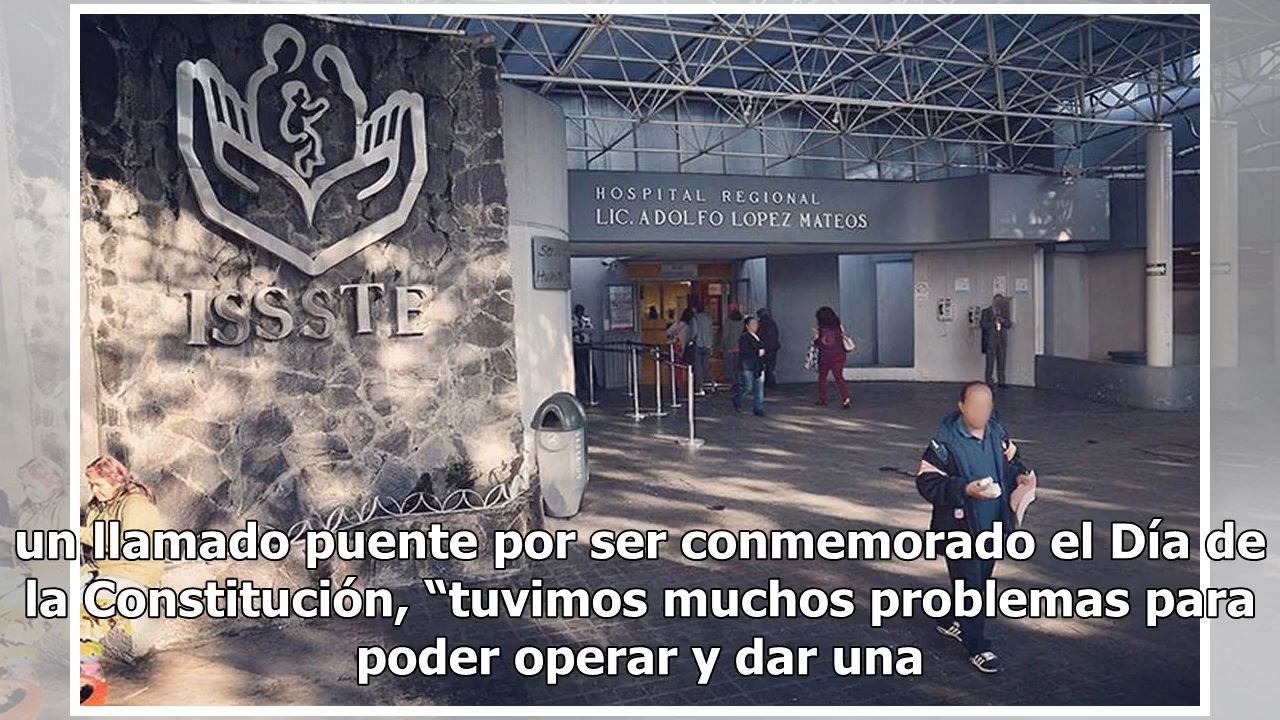 ISSSTE
HOSPITAL REGIONAL
LIC. ADOLFO LOPEZ MATEOS
un llamado puente por ser conmemorado el Día de
la Constitución, “tuvimos muchos problemas para
poder operar y dar una